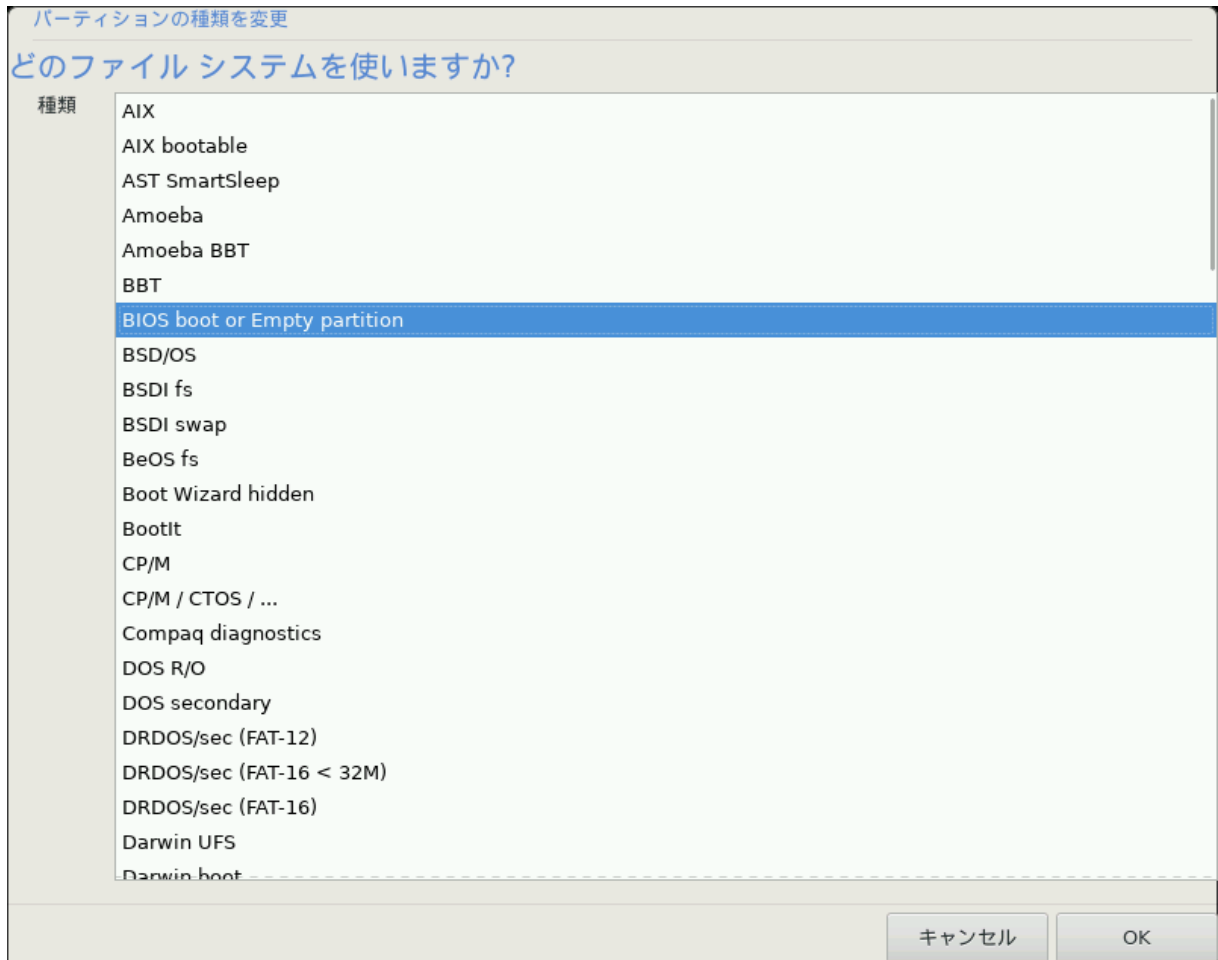 パーティションの種類を変更
どのファイル システムを使いますか?
種類
AIX
AIX bootable
AST SmartSleep
Amoeba
Amoeba BBT
BBT
BIOS boot or Empty partition
BSD/OS
BSDI fs
BSDI swap
BeOS fs
Boot Wizard hidden
BootIt
CP/M
CP/M / CTOS / ...
Compaq diagnostics
DOS R/O
DOS secondary
DRDOS/sec (FAT-12)
DRDOS/sec (FAT-16 < 32M)
DRDOS/sec (FAT-16)
Darwin UFS
Darwin boot
キャンセル
OK